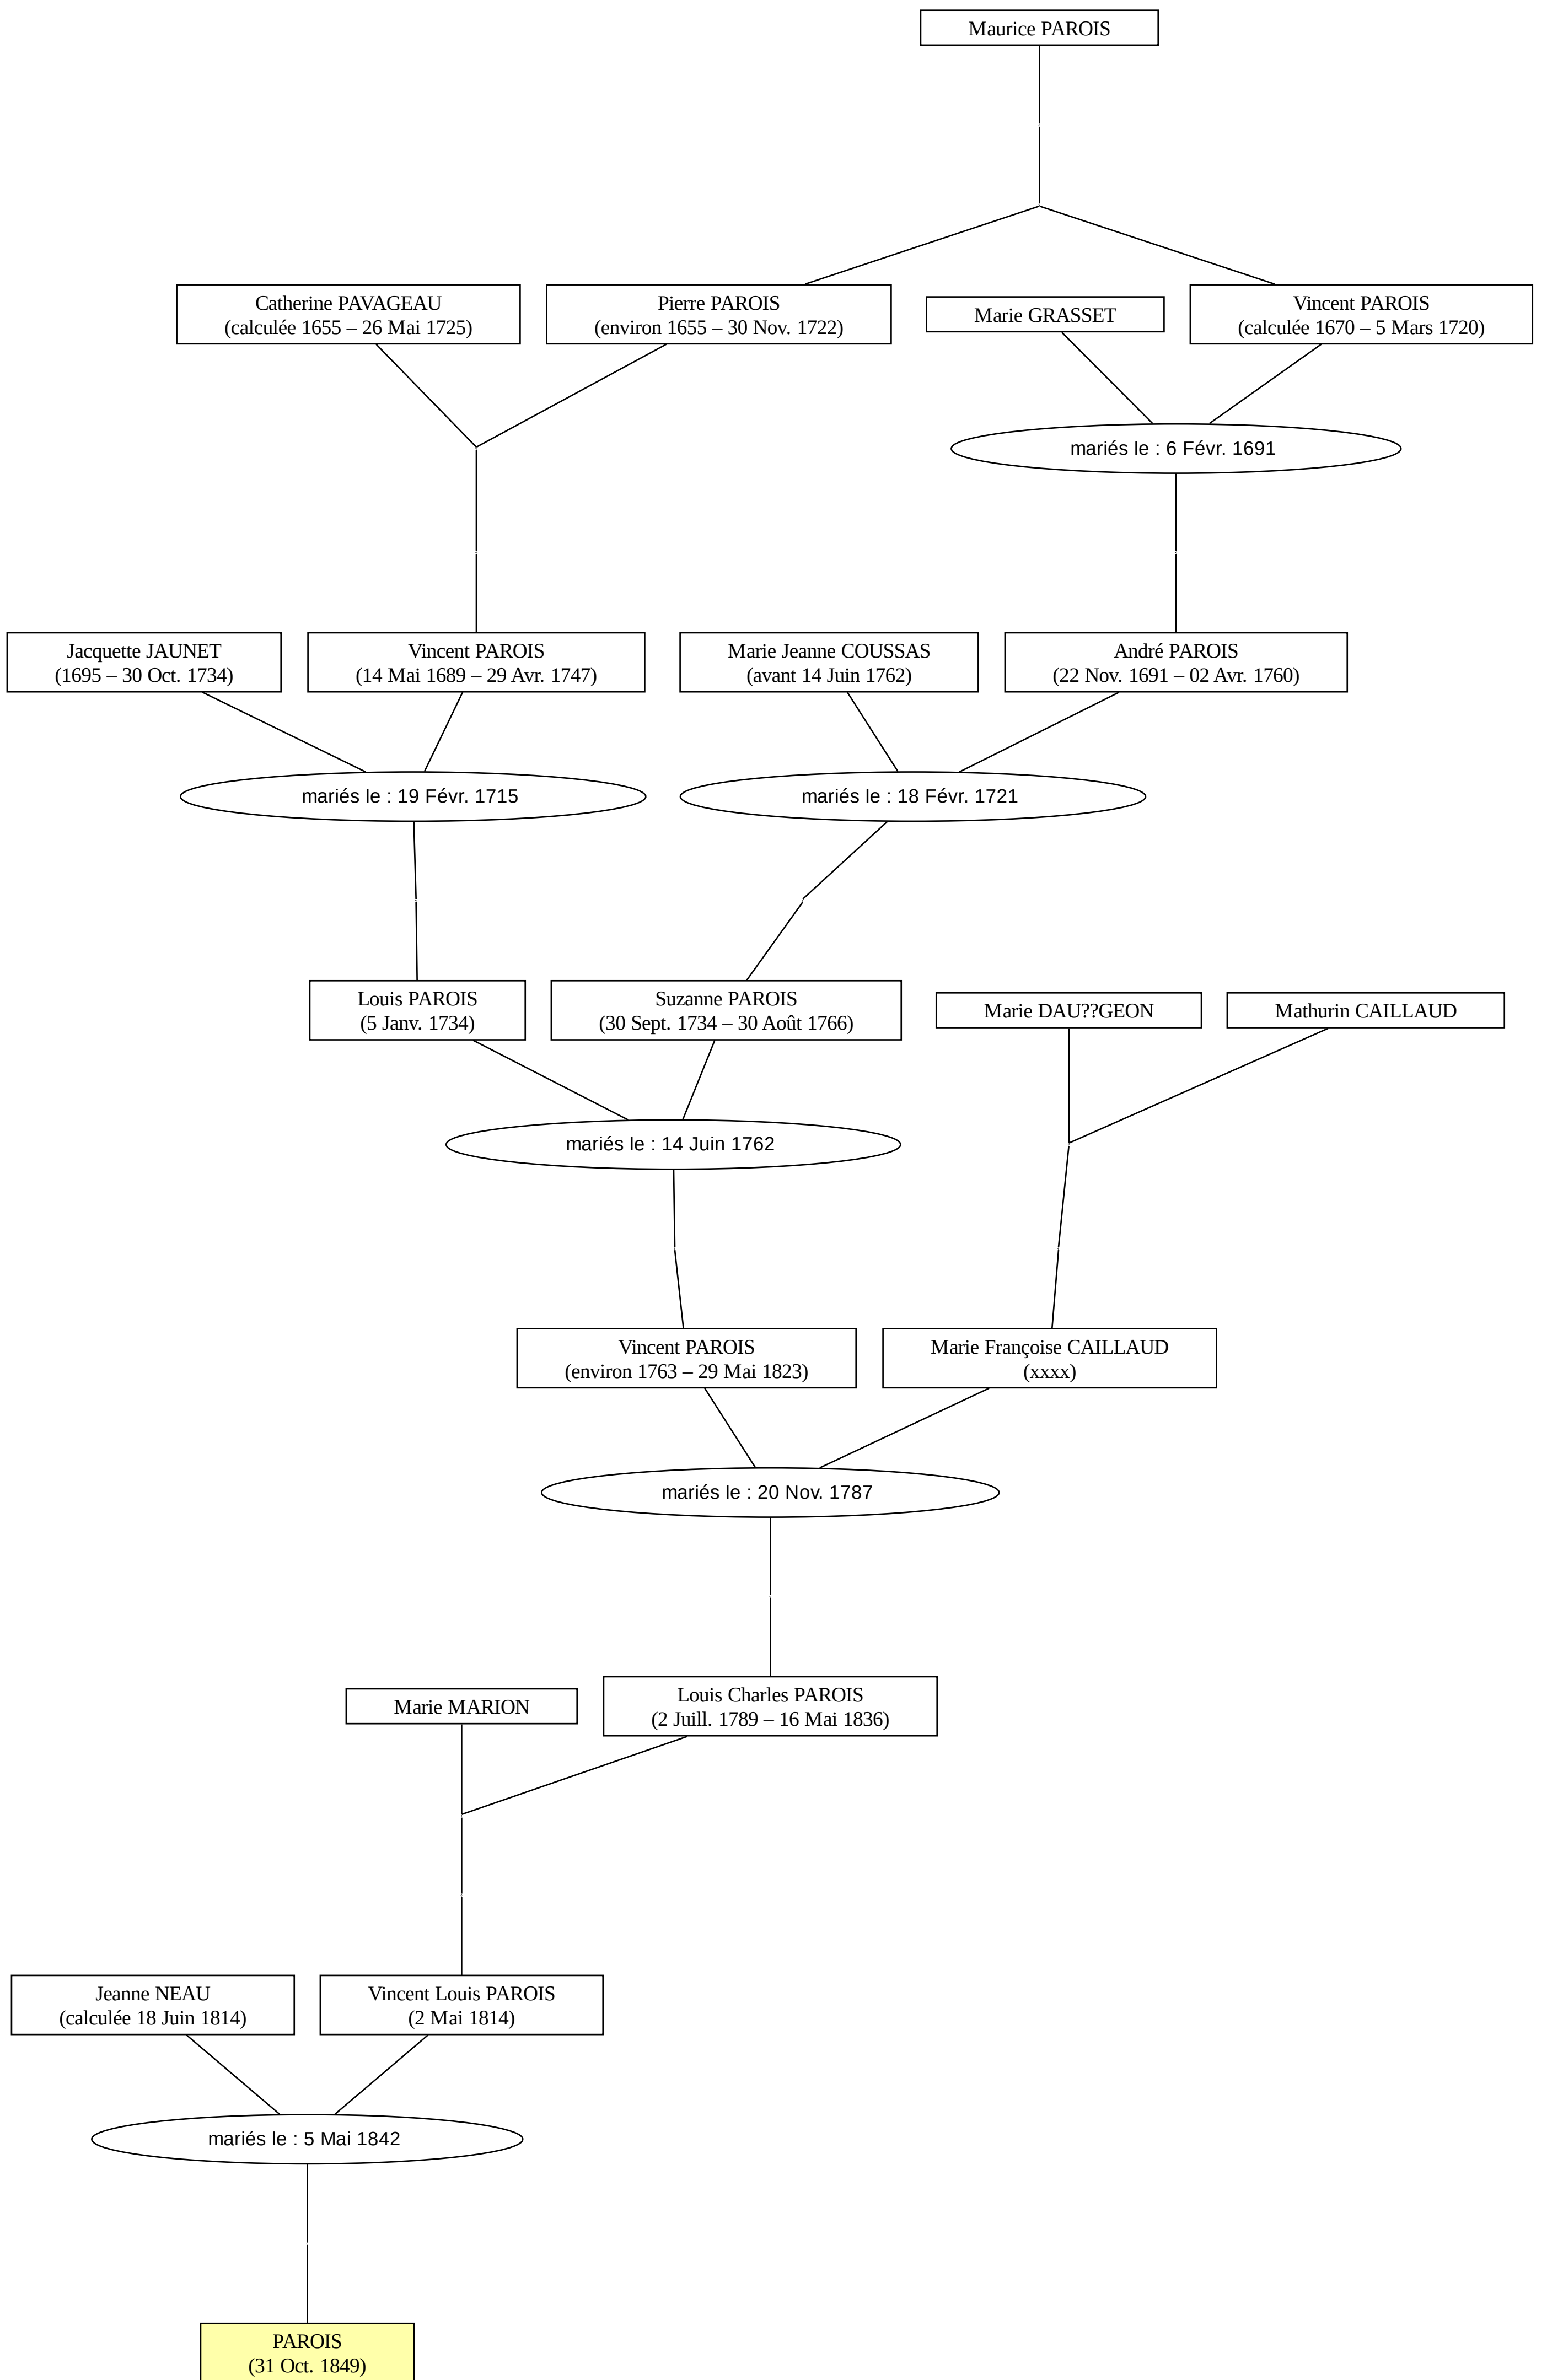 Maurice PAROIS
Catherine PAVAGEAU
(calculée 1655 – 26 Mai 1725)
Pierre PAROIS
(environ 1655 – 30 Nov. 1722)
Marie GRASSET
Vincent PAROIS
(calculée 1670 – 5 Mars 1720)
mariés le : 6 Févr. 1691
Jacquette JAUNET
(1695 – 30 Oct. 1734)
Vincent PAROIS
(14 Mai 1689 – 29 Avr. 1747)
Marie Jeanne COUSSAS
(avant 14 Juin 1762)
André PAROIS
(22 Nov. 1691 – 02 Avr. 1760)
mariés le : 19 Févr. 1715
mariés le : 18 Févr. 1721
Louis PAROIS
(5 Janv. 1734)
Suzanne PAROIS
(30 Sept. 1734 – 30 Août 1766)
Marie DAU??GEON
Mathurin CAILLAUD
mariés le : 14 Juin 1762
Vincent PAROIS
(environ 1763 – 29 Mai 1823)
Marie Françoise CAILLAUD
(xxxx)
mariés le : 20 Nov. 1787
Marie MARION
Louis Charles PAROIS
(2 Juill. 1789 – 16 Mai 1836)
Jeanne NEAU
(calculée 18 Juin 1814)
Vincent Louis PAROIS
(2 Mai 1814)
mariés le : 5 Mai 1842
PAROIS
(31 Oct. 1849)